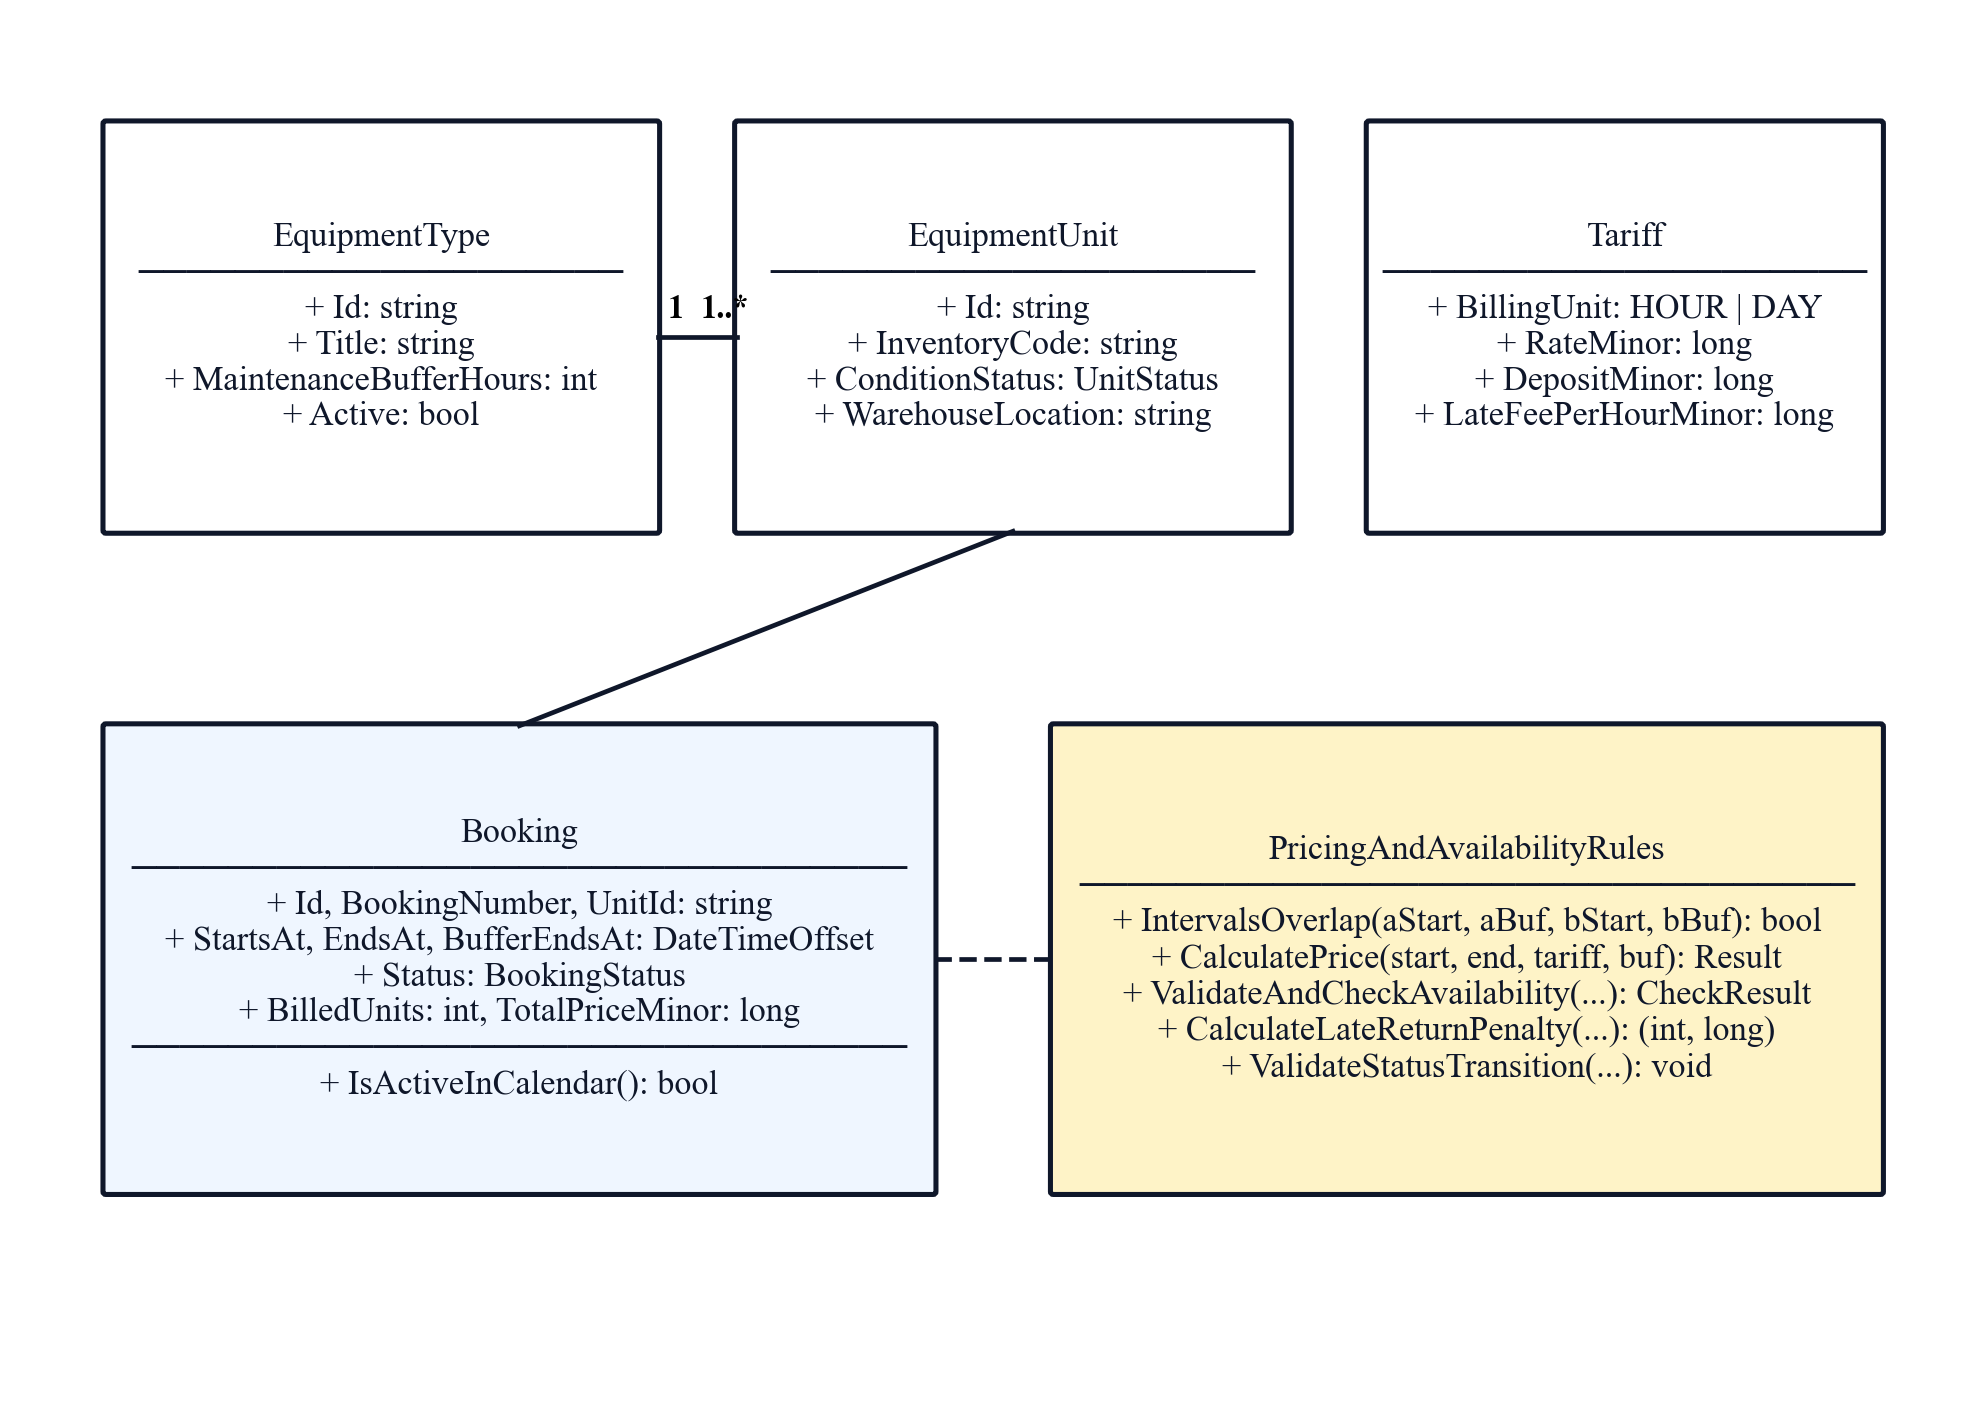 EquipmentType
+ Id: string
+ Title: string
+ MaintenanceBufferHours: int
+ Active: bool
1 1..*
EquipmentUnit
+ Id: string
+ InventoryCode: string
+ ConditionStatus: UnitStatus
+ WarehouseLocation: string
Tariff
+ BillingUnit: HOUR | DAY
+ RateMinor: long
+ DepositMinor: long
+ LateFeePerHourMinor: long
Booking
+ Id, BookingNumber, UnitId: string
+ StartsAt, EndsAt, BufferEndsAt: DateTimeOffset
+ Status: BookingStatus
+ BilledUnits: int, TotalPriceMinor: long
+ IsActiveInCalendar(): bool
PricingAndAvailabilityRules
+ IntervalsOverlap(aStart, aBuf, bStart, bBuf): bool
+ CalculatePrice(start, end, tariff, buf): Result
+ ValidateAndCheckAvailability(...): CheckResult
+ CalculateLateReturnPenalty(...): (int, long)
+ ValidateStatusTransition(...): void